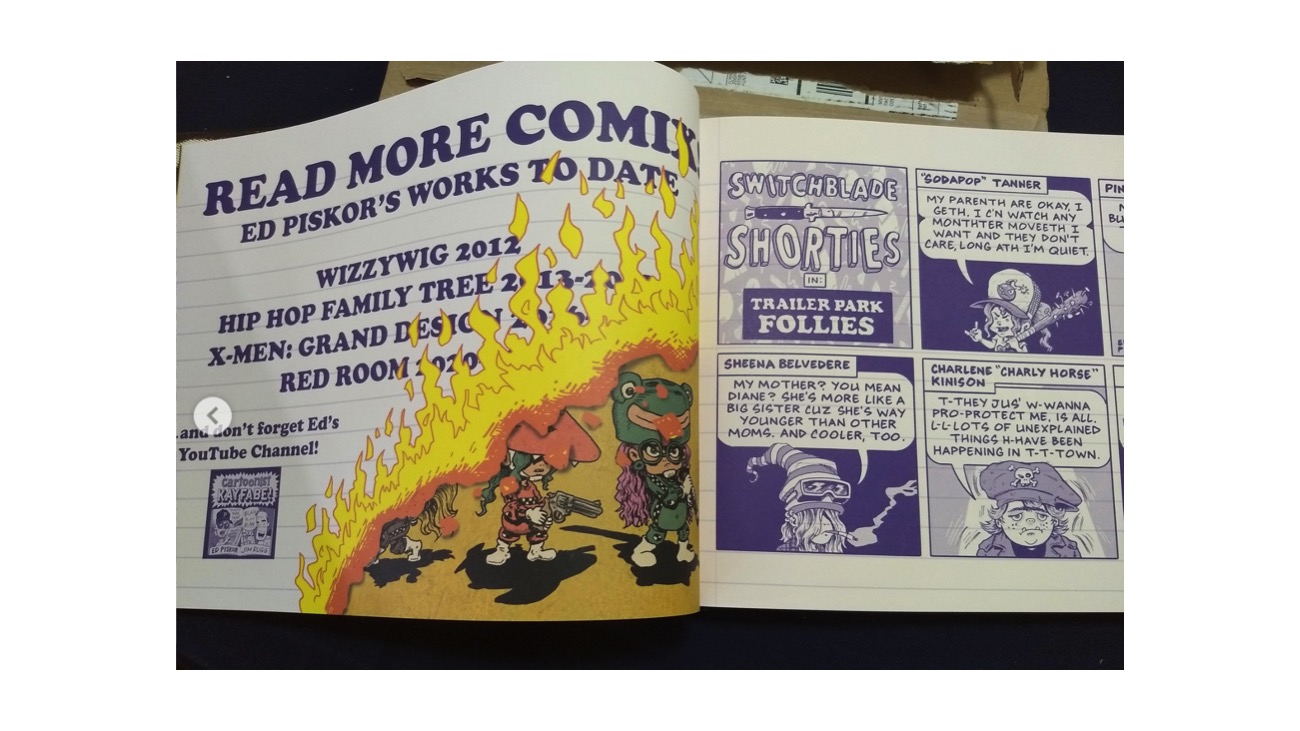 READ MORE COMIX
ED PISKOR'S WORKS TO DATE
WIZZYWIG 2012
HIP HOP FAMILY TREE 2013-20
X-MEN: GRAND DESIGN
RED ROOM 2020
..and don't forget Ed's
YouTube Channel!
CARTOONIST
KAYFABE!
ED PISKOR JIM RUGG
SWITCHBLADE
SHORTIES
IN:
TRAILER PARK
FOLLIES
"SODAPOP" TANNER
MY PARENTH ARE OKAY, I
GETH. I C'N WATCH ANY
MONTHTER MOVEETH I
WANT AND THEY DON'T
CARE, LONG ATH I'M QUIET.
PIN
SHEENA BELVEDERE
MY MOTHER? YOU MEAN
DIANE? SHE'S MORE LIKE A
BIG SISTER CUZ SHE'S WAY
YOUNGER THAN OTHER
MOMS. AND COOLER, TOO.
CHARLENE "CHARLY HORSE"
KINISON
T-THEY JUS' W-WANNA
PRO-PROTECT ME, IS ALL.
L-L-LOTS OF UNEXPLAINED
THINGS H-HAVE BEEN
HAPPENING IN T-T-TOWN.